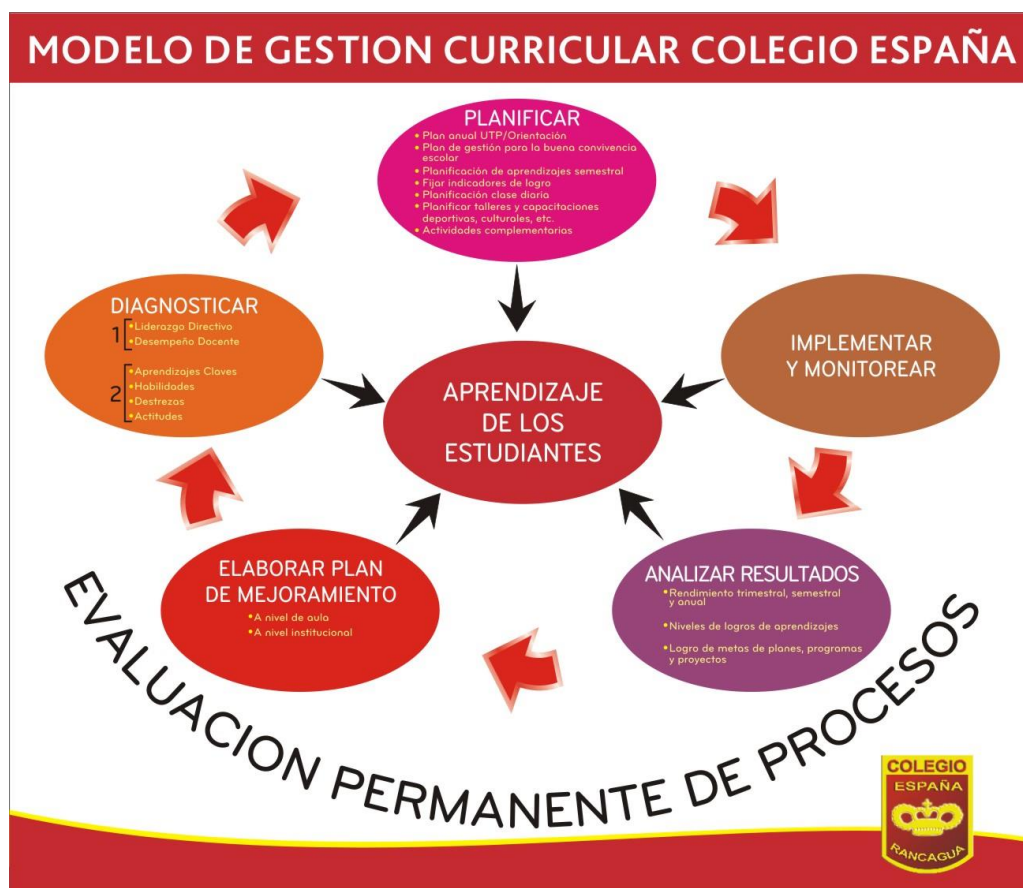 MODELO DE GESTION CURRICULAR COLEGIO ESPAÑA
PLANIFICAR
• Plan anual UTP/Orientación
• Plan de gestión para la buena convivencia
escolar
• Planificación de aprendizajes semestral
• Fijar indicadores de logro
• Planificación clase diaria
• Planificar talleres y capacitaciones
deportivas, culturales, etc.
• Actividades complementarias
DIAGNOSTICAR
1
• Liderazgo Directivo
• Desempeño Docente
2
• Aprendizajes Claves
• Habilidades
• Destrezas
• Actitudes
IMPLEMENTAR
Y MONITOREAR
APRENDIZAJE
DE LOS
ESTUDIANTES
ELABORAR PLAN
DE MEJORAMIENTO
• A nivel de aula
• A nivel institucional
ANALIZAR RESULTADOS
• Rendimiento trimestral, semestral
y anual
• Niveles de logros de aprendizajes
• Logro de metas de planes, programas
y proyectos
EVALUACION PERMANENTE DE PROCESOS
COLEGIO
ESPAÑA
RANCAGUA